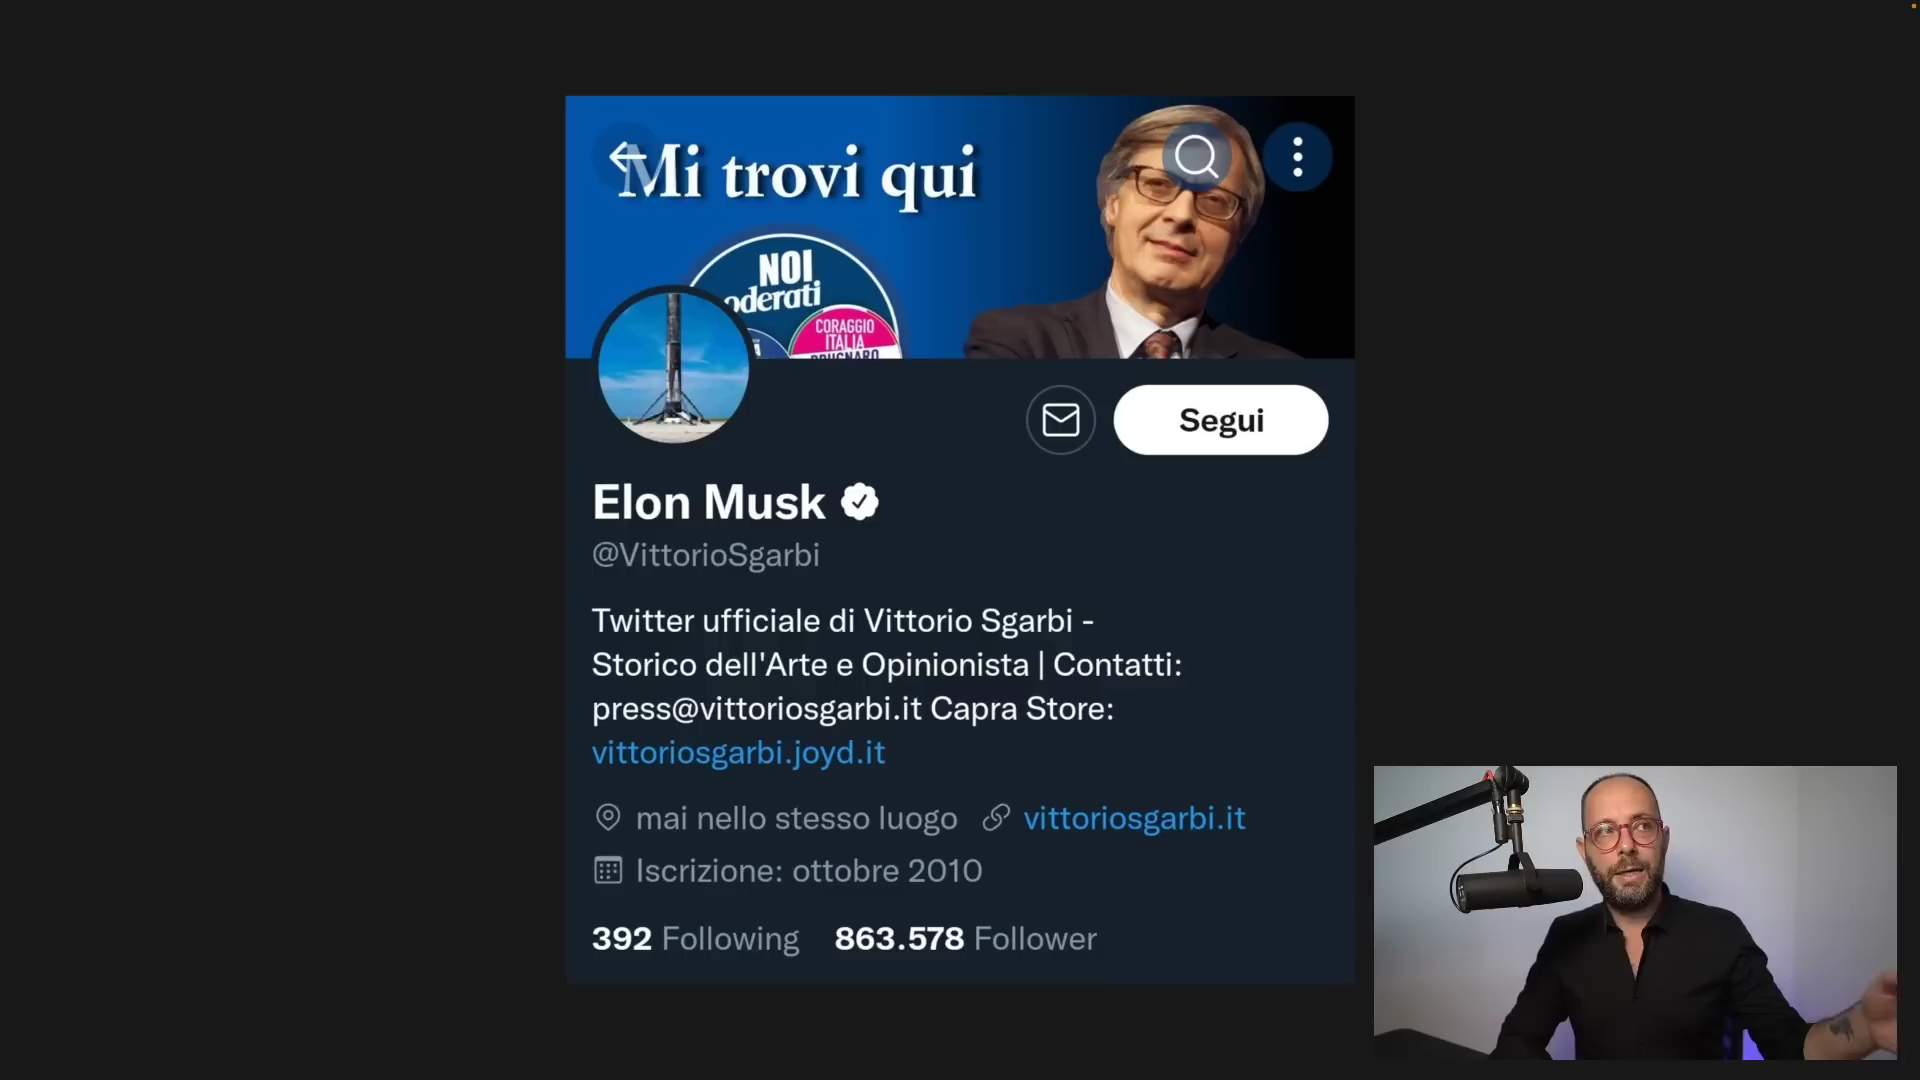 Mi trovi qui
NOI
oderati
CORAGGIO
ITALIA
BRUGNARO
Segui
Elon Musk
@VittorioSgarbi
Twitter ufficiale di Vittorio Sgarbi -
Storico dell'Arte e Opinionista | Contatti:
press@vittoriosgarbi.it Capra Store:
vittoriosgarbi.joyd.it
mai nello stesso luogo vittoriosgarbi.it
Iscrizione: ottobre 2010
392 Following 863.578 Follower